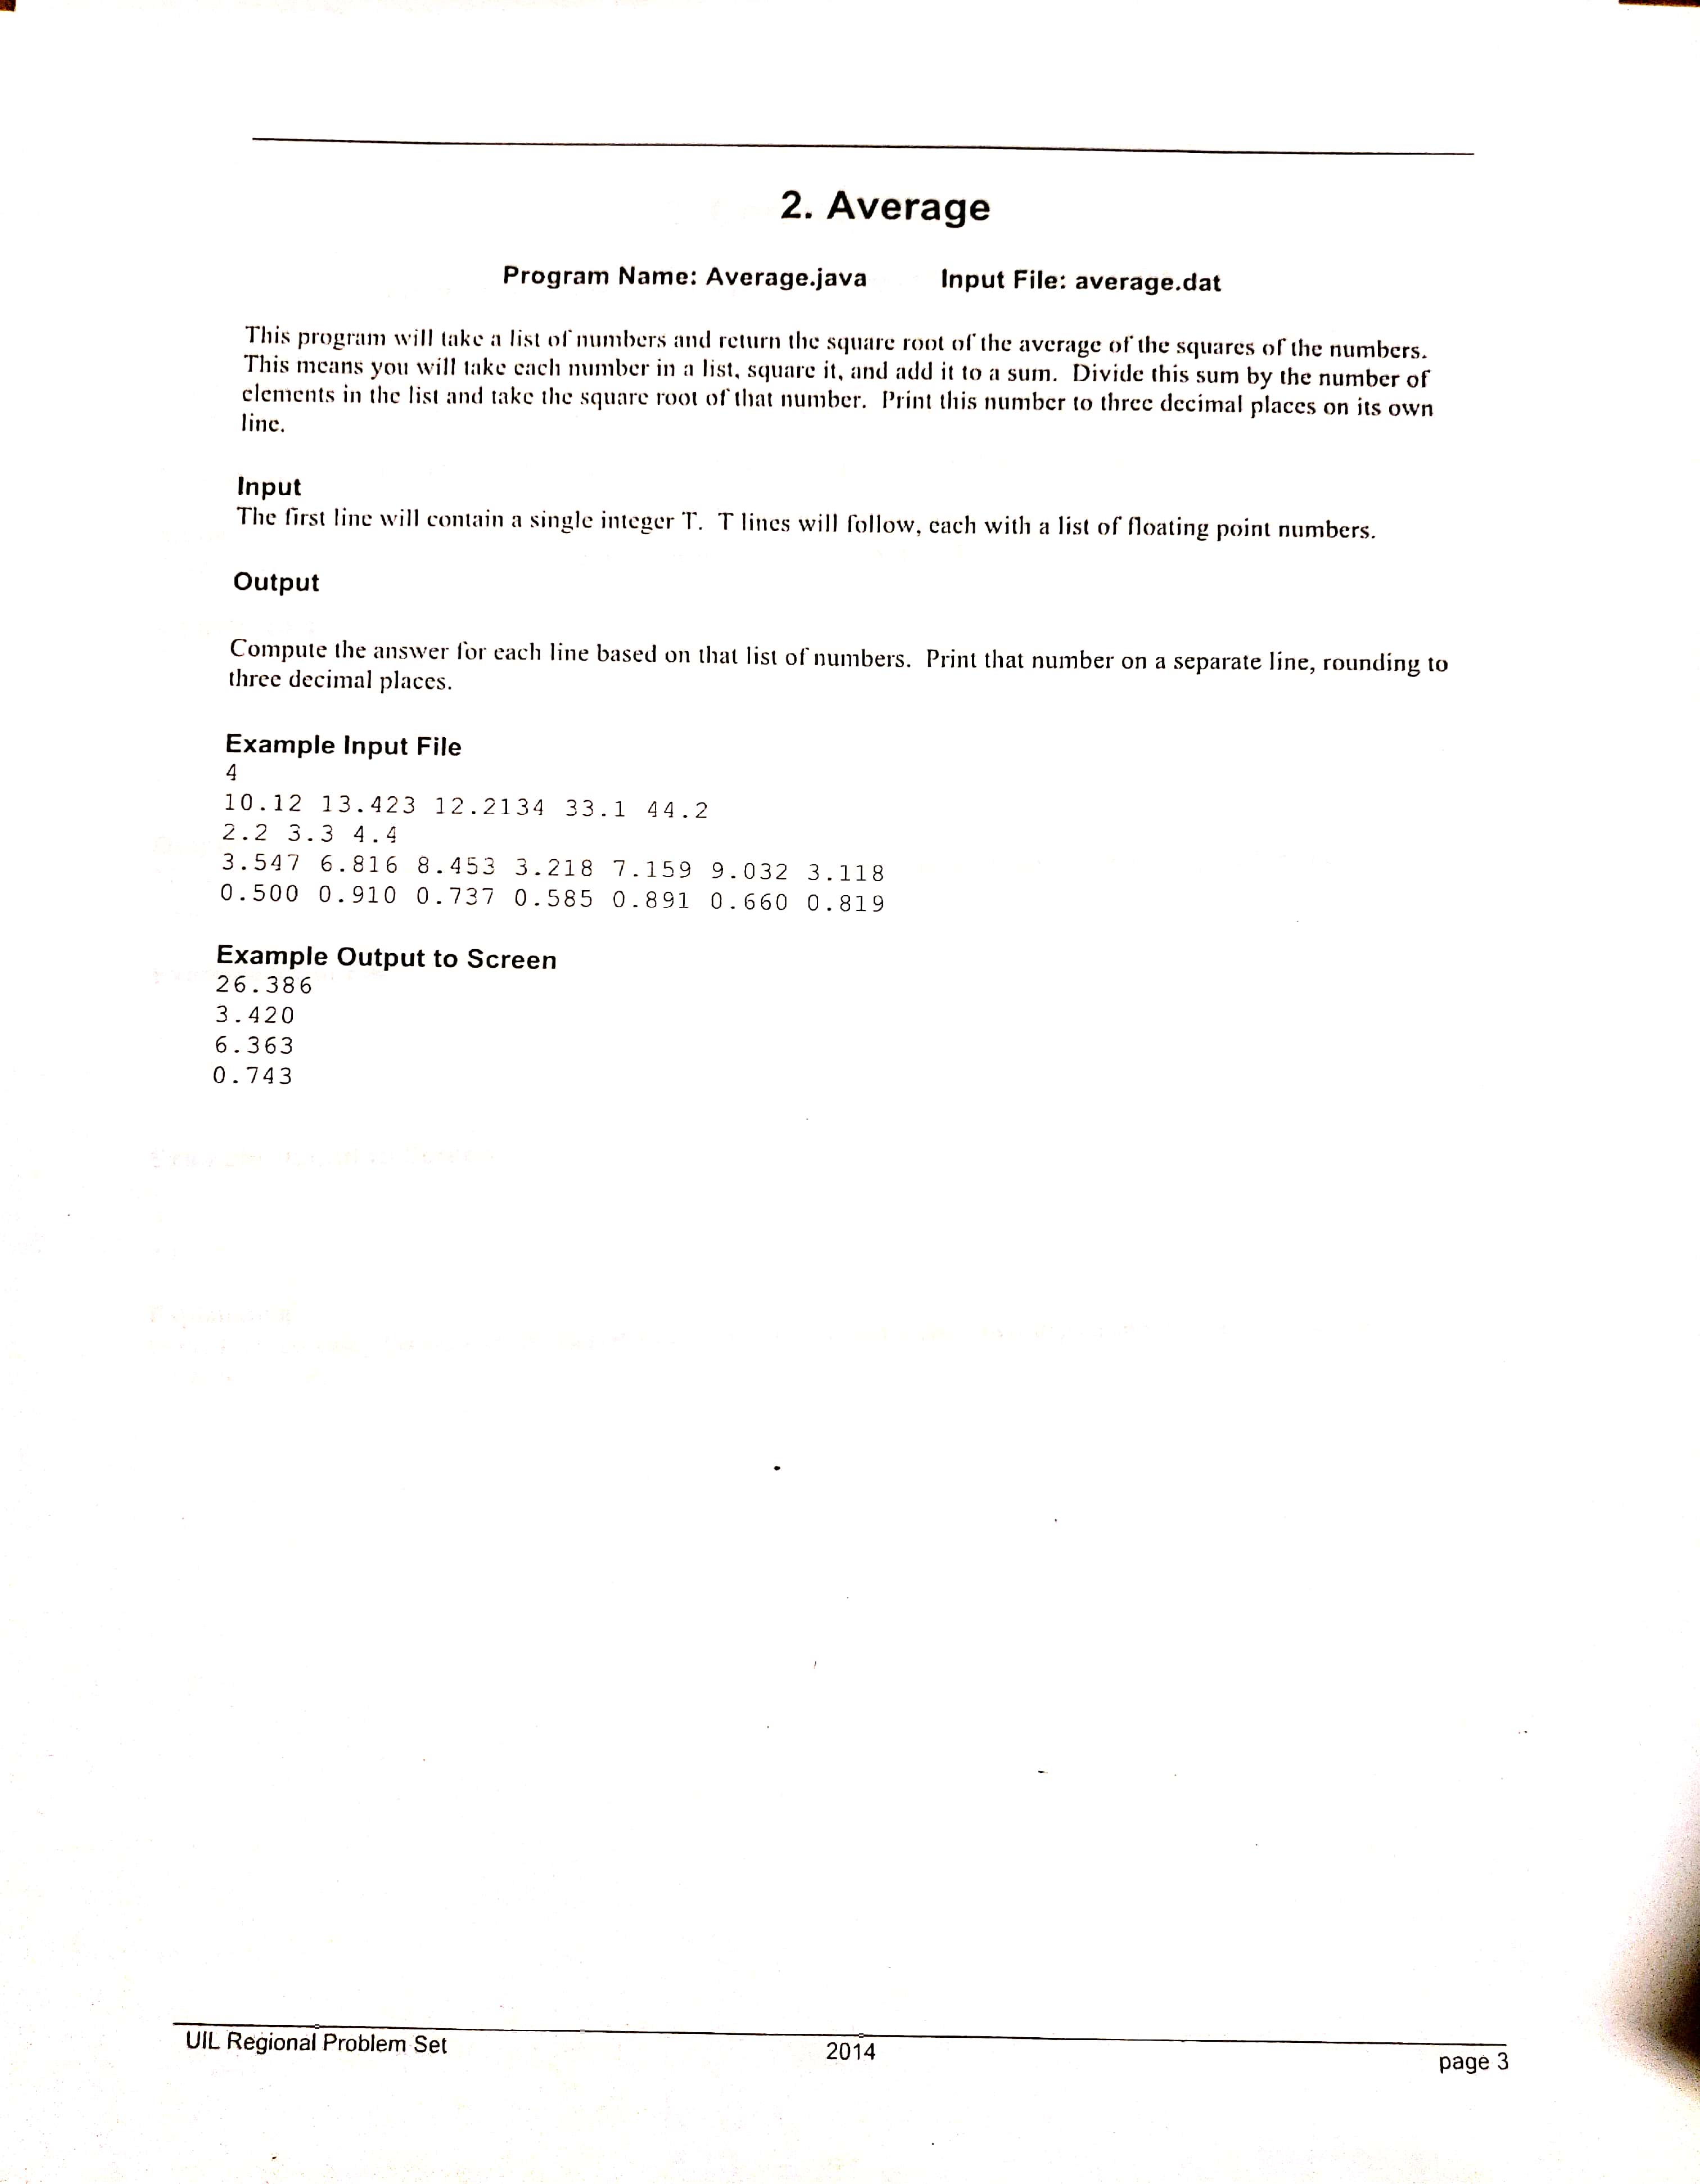 2. Average
Program Name: Average.java Input File: average.dat
This program will take a list of numbers and return the square root of the average of the squares of the numbers.
This means you will take each number in a list, square it, and add it to a sum. Divide this sum by the number of
elements in the list and take the square root of that number. Print this number to three decimal places on its own
line.
Input
The first line will contain a single integer T. T lines will follow, each with a list of floating point numbers.
Output
Compute the answer for each line based on that list of numbers. Print that number on a separate line, rounding to
three decimal places.
Example Input File
4
10.12 13.423 12.2134 33.1 44.2
2.2 3.3 4.4
3.547 6.816 8.453 3.218 7.159 9.032 3.118
0.500 0.910 0.737 0.585 0.891 0.660 0.819
Example Output to Screen
26.386
3.420
6.363
0.743
UIL Regional Problem Set 2014 page 3